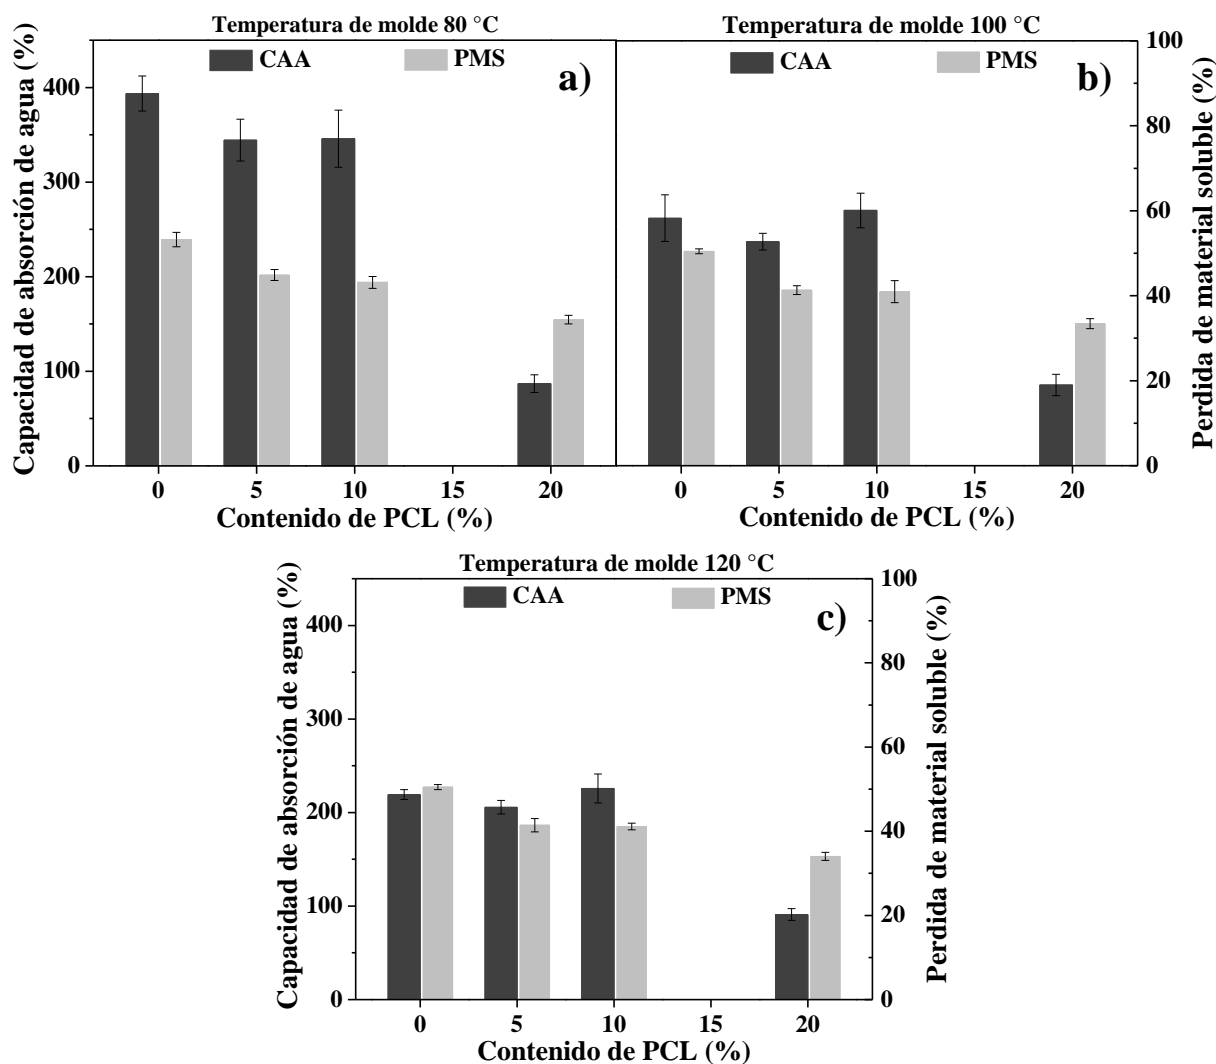 Temperatura de molde 80 °C
CAA
PMS
a)
Capacidad de absorción de agua (%)
400
300
200
100
0
0 5 10 15 20
Contenido de PCL (%)
Temperatura de molde 100 °C
CAA
PMS
b)
100
80
60
40
20
0
Perdida de material soluble (%)
0 5 10 15 20
Contenido de PCL (%)
Temperatura de molde 120 °C
CAA
PMS
c)
Capacidad de absorción de agua (%)
400
300
200
100
0
100
80
60
40
20
0
Perdida de material soluble (%)
0 5 10 15 20
Contenido de PCL (%)